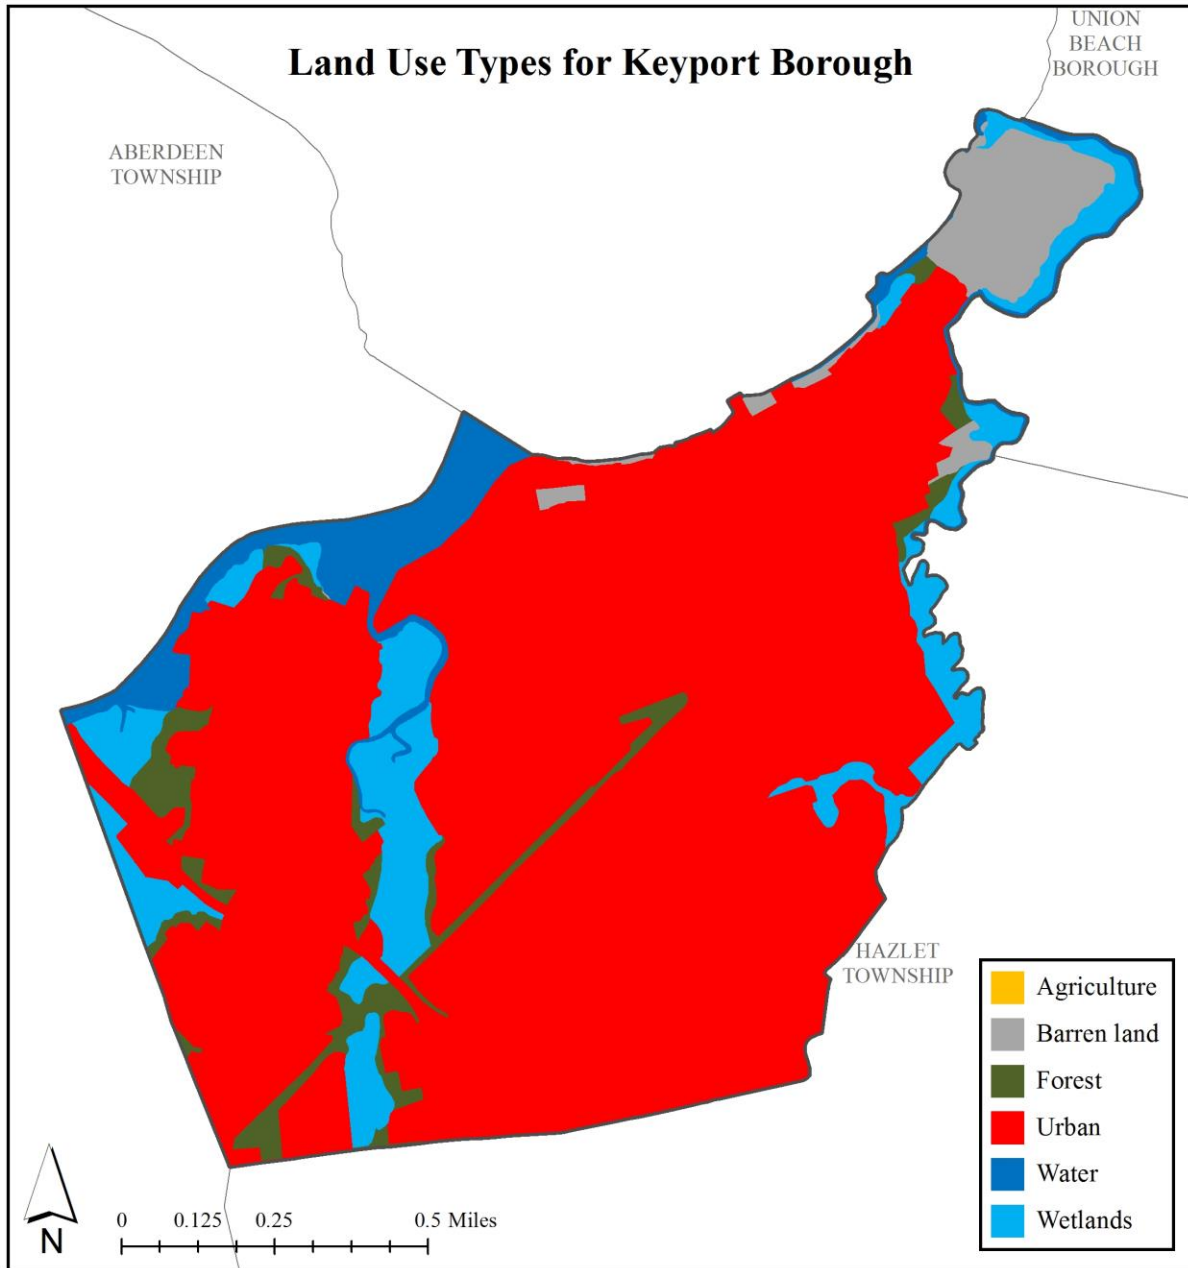 Land Use Types for Keyport Borough
UNION
BEACH
BOROUGH
ABERDEEN
TOWNSHIP
HAZLET
TOWNSHIP
Agriculture
Barren land
Forest
Urban
Water
Wetlands
N
0 0.125 0.25 0.5 Miles